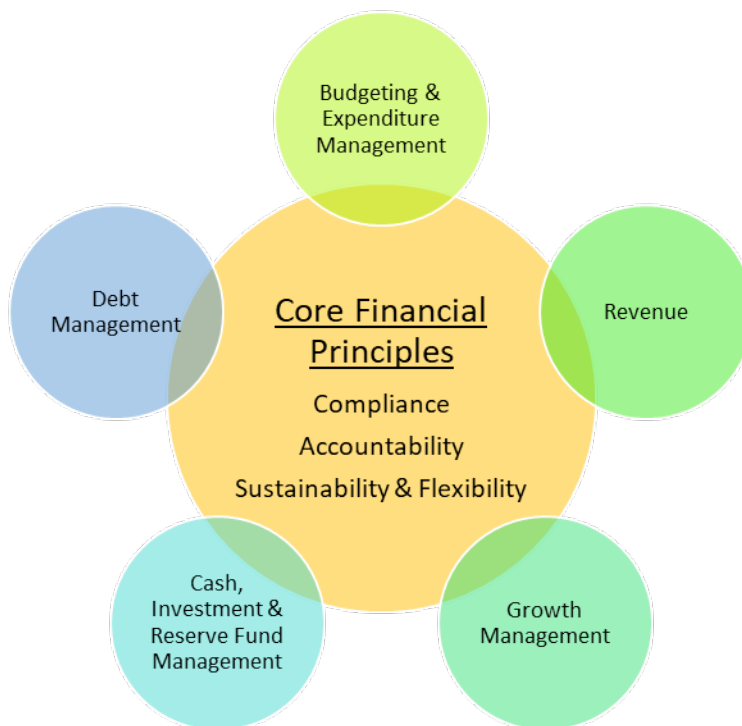 Budgeting &
Expenditure
Management
Debt
Management
Core Financial
Principles
Compliance
Accountability
Sustainability & Flexibility
Revenue
Cash,
Investment &
Reserve Fund
Management
Growth
Management